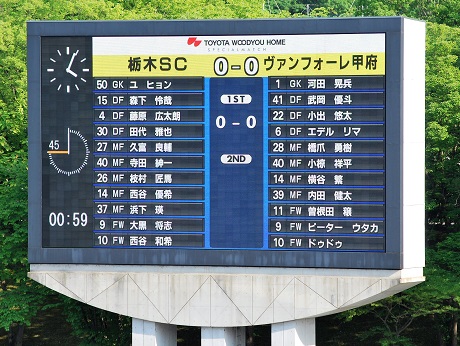 TOYOTA WOODYOU HOME
SPECIAL MATCH
栃木SC 0-0 ヴァンフォーレ甲府
50 GK ユ ヒョン
15 DF 森下 怜哉
4 DF 藤原 広太朗
30 DF 田代 雅也
27 MF 久富 良輔
40 MF 寺田 紳一
26 MF 枝村 匠馬
14 MF 西谷 優希
37 MF 浜下 瑛
9 FW 大黒 将志
10 FW 西谷 和希
1ST
0 - 0
2ND
1 GK 河田 晃兵
41 DF 武岡 優斗
22 DF 小出 悠太
6 DF エデル リマ
28 MF 橋爪 勇樹
40 MF 小椋 祥平
14 MF 横谷 繁
39 MF 内田 健太
11 FW 曽根田 穣
9 FW ピーター ウタカ
10 FW ドゥドゥ
45
00:59